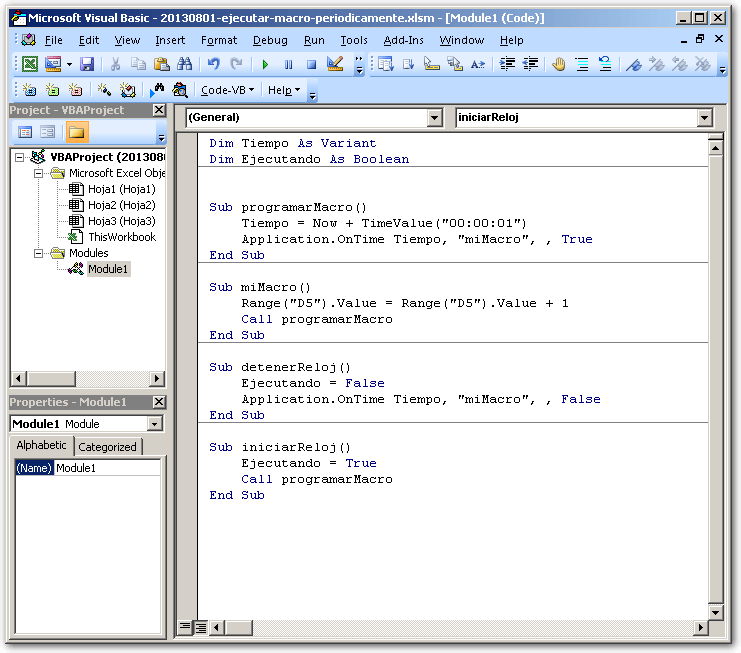 Microsoft Visual Basic - 20130801-ejecutar-macro-periodicamente.xlsm - [Module1 (Code)]
File Edit View Insert Format Debug Run Tools Add-Ins Window Help
Code-VB Help
Project - VBAProject
(General) iniciarReloj
VBAProject (201308
Microsoft Excel Obje
Hoja1 (Hoja1)
Hoja2 (Hoja2)
Hoja3 (Hoja3)
ThisWorkbook
Modules
Module1
Properties - Module1
Module1 Module
Alphabetic Categorized
(Name) Module1
Dim Tiempo As Variant
Dim Ejecutando As Boolean
Sub programarMacro()
Tiempo = Now + TimeValue("00:00:01")
Application.OnTime Tiempo, "miMacro", , True
End Sub
Sub miMacro()
Range("D5").Value = Range("D5").Value + 1
Call programarMacro
End Sub
Sub detenerReloj()
Ejecutando = False
Application.OnTime Tiempo, "miMacro", , False
End Sub
Sub iniciarReloj()
Ejecutando = True
Call programarMacro
End Sub